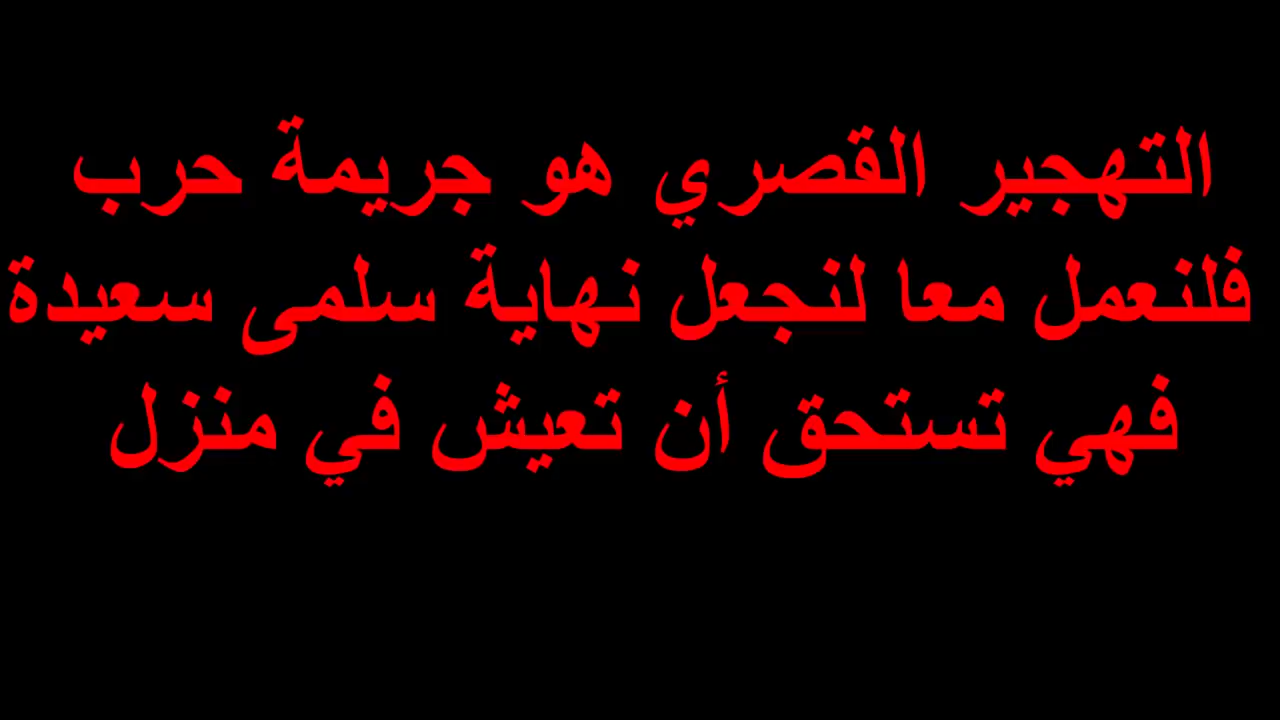 التهجير القصري هو جريمة حرب
فلنعمل معا لنجعل نهاية سلمى سعيدة
فهي تستحق أن تعيش في منزل